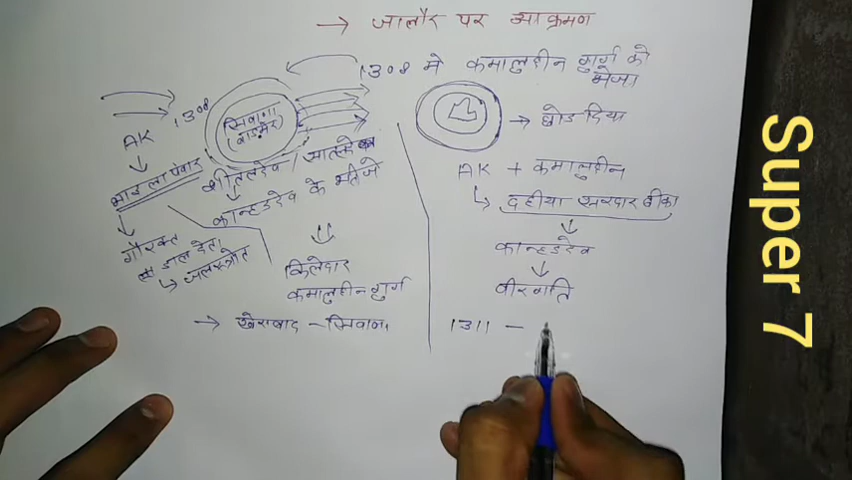 → जालौर पर आक्रमण
1308 मे कमालुद्दीन गुर्ग को
भेजा
1308
सिवाणा
(बाड़मेर)
→ छोड दिया
AK
भाइला पंवार
शीतलदेव / सातलदेव
कान्हडदेव के भतीजे
गौरक्त
डाल देता
↳ जलस्त्रोत
⇓
किलेदार
कमालुद्दीन गुर्ग
→ खैराबाद - सिवाना
AK + कमालुद्दीन
↳ दहीया सरदार बीका
⇓
कान्हडदेव
↓
वीरगति
1311 -
Super 7